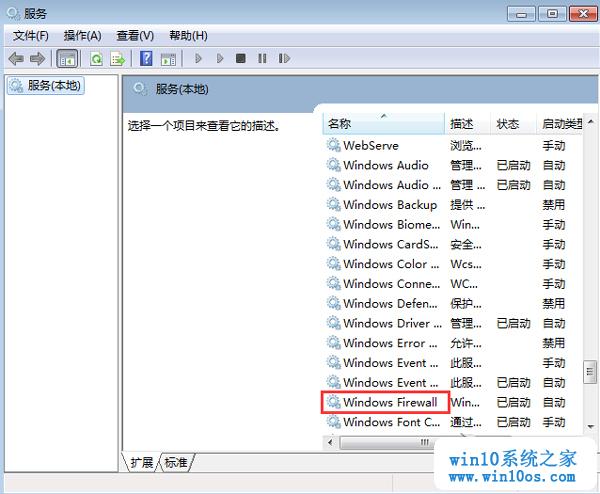 服务
文件(F) 操作(A) 查看(V) 帮助(H)
服务(本地)
服务(本地)
选择一个项目来查看它的描述。
名称 描述 状态 启动类型
WebServe 浏览... 手动
Windows Audio 管理... 已启动 自动
Windows Audio ... 管理 ... 已启动 自动
Windows Backup 提供 ... 禁用
Windows Biome... Win... 手动
Windows CardS... 安全... 手动
Windows Color ... Wcs... 手动
Windows Conne... WC... 手动
Windows Defen... 保护... 禁用
Windows Driver ... 管理... 已启动 自动
Windows Error ... 允许... 手动
Windows Event ... 此服... 手动
Windows Event ... 此服... 已启动 自动
Windows Firewall Win... 已启动 自动
Windows Font C... 通过... 已启动 自动
扩展 标准
win10系统之家
www.win10os.com